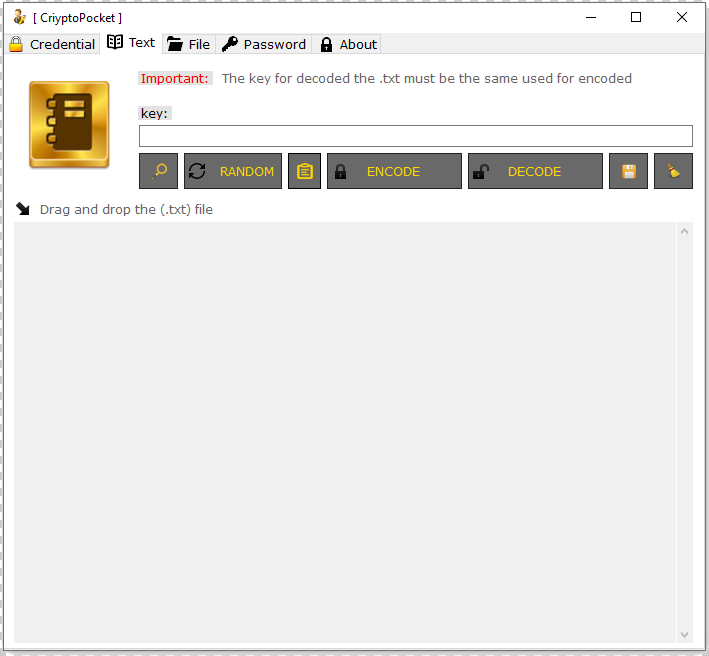 [ CriyptoPocket ]
Credential Text File Password About
Important: The key for decoded the .txt must be the same used for encoded
key:
RANDOM ENCODE DECODE
Drag and drop the (.txt) file